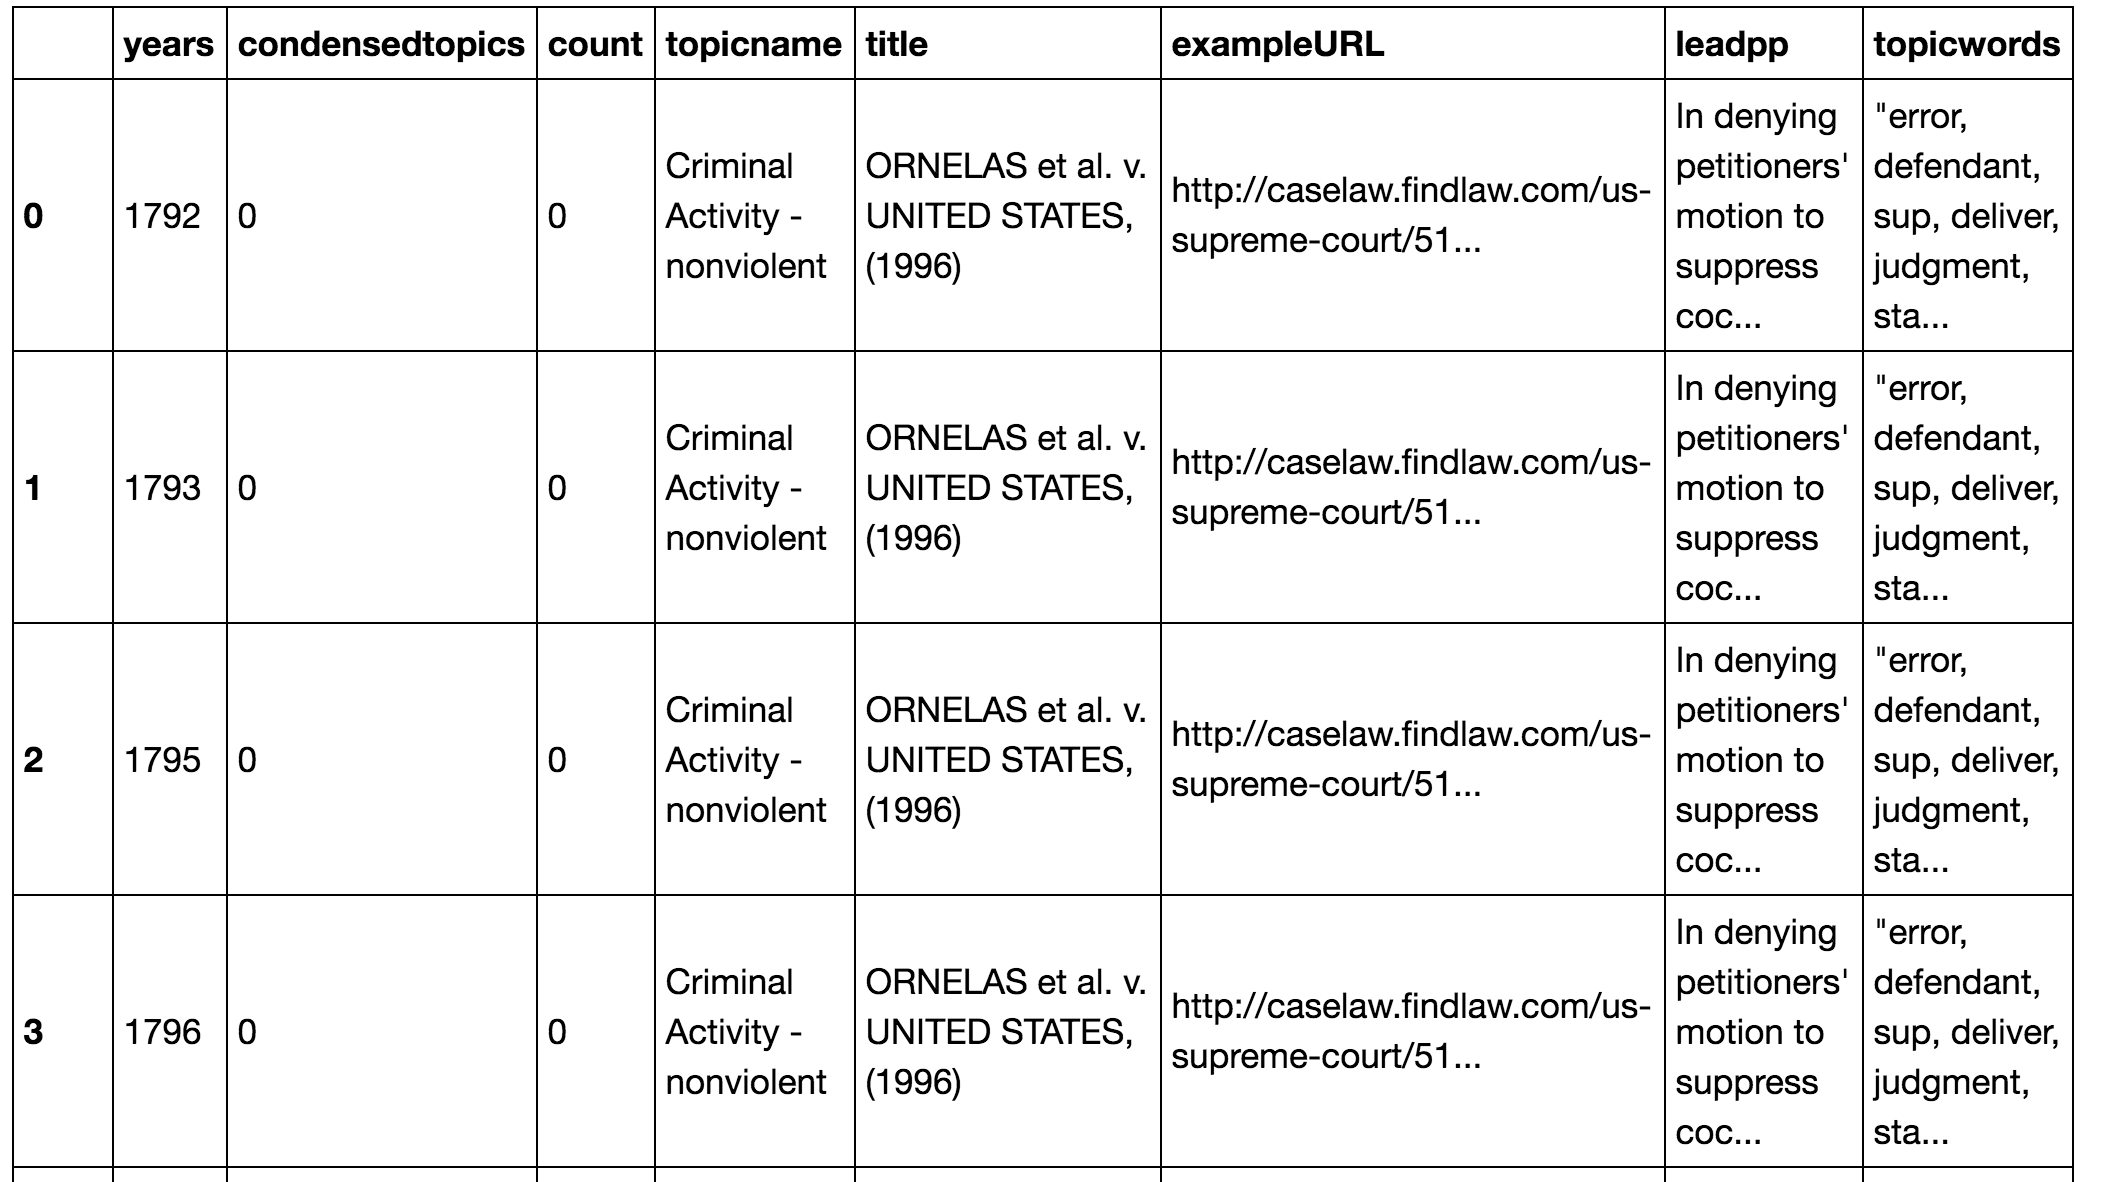 years condensedtopics count topicname title exampleURL leadpp topicwords
0 1792 0 0 Criminal Activity - nonviolent ORNELAS et al. v. UNITED STATES, (1996) http://caselaw.findlaw.com/us-supreme-court/51... In denying petitioners' motion to suppress coc... "error, defendant, sup, deliver, judgment, sta...
1 1793 0 0 Criminal Activity - nonviolent ORNELAS et al. v. UNITED STATES, (1996) http://caselaw.findlaw.com/us-supreme-court/51... In denying petitioners' motion to suppress coc... "error, defendant, sup, deliver, judgment, sta...
2 1795 0 0 Criminal Activity - nonviolent ORNELAS et al. v. UNITED STATES, (1996) http://caselaw.findlaw.com/us-supreme-court/51... In denying petitioners' motion to suppress coc... "error, defendant, sup, deliver, judgment, sta...
3 1796 0 0 Criminal Activity - nonviolent ORNELAS et al. v. UNITED STATES, (1996) http://caselaw.findlaw.com/us-supreme-court/51... In denying petitioners' motion to suppress coc... "error, defendant, sup, deliver, judgment, sta...